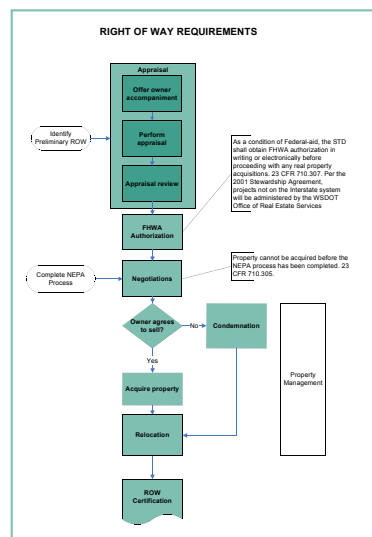 RIGHT OF WAY REQUIREMENTS
Appraisal
Offer owner
accompaniment
Identify
Preliminary ROW
Perform
appraisal
Appraisal review
As a condition of Federal-aid, the STD
shall obtain FHWA authorization in
writing or electronically before
proceeding with any real property
acquisitions. 23 CFR 710.307. Per the
2001 Stewardship Agreement,
projects not on the Interstate system
will be administered by the WSDOT
Office of Real Estate Services
FHWA
Authorization
Complete NEPA
Process
Negotiations
Property cannot be acquired before the
NEPA process has been completed. 23
CFR 710.305.
Owner agrees
to sell?
No
Condemnation
Yes
Acquire property
Property
Management
Relocation
ROW
Certification